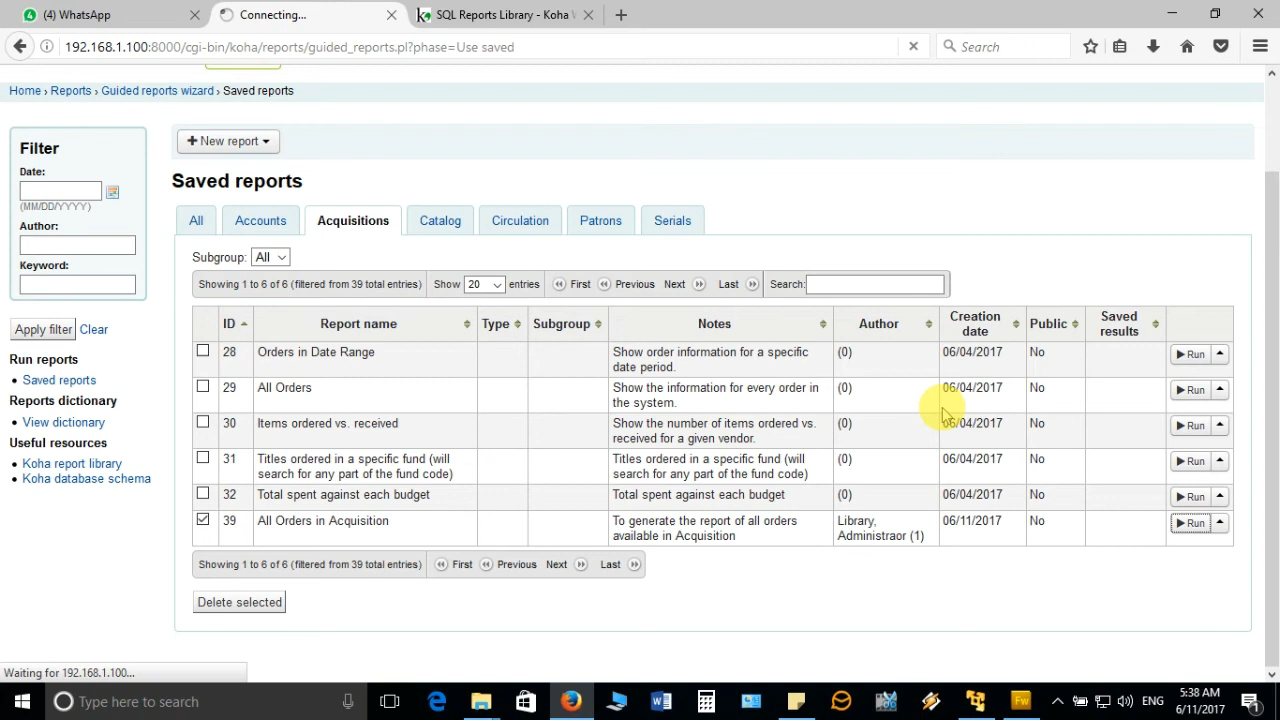 (4) WhatsApp
Connecting...
SQL Reports Library - Koha
192.168.1.100:8000/cgi-bin/koha/reports/guided_reports.pl?phase=Use saved
Search
Home › Reports › Guided reports wizard › Saved reports
Filter
Date:
(MM/DD/YYYY)
Author:
Keyword:
Apply filter Clear
Run reports
Saved reports
Reports dictionary
View dictionary
Useful resources
Koha report library
Koha database schema
New report
Saved reports
All Accounts Acquisitions Catalog Circulation Patrons Serials
Subgroup: All
Showing 1 to 6 of 6 (filtered from 39 total entries) Show 20 entries First Previous Next Last Search:
ID Report name Type Subgroup Notes Author Creation date Public Saved results
28 Orders in Date Range Show order information for a specific date period. (0) 06/04/2017 No Run
29 All Orders Show the information for every order in the system. (0) 06/04/2017 No Run
30 Items ordered vs. received Show the number of items ordered vs. received for a given vendor. (0) 06/04/2017 No Run
31 Titles ordered in a specific fund (will search for any part of the fund code) Titles ordered in a specific fund (will search for any part of the fund code) (0) 06/04/2017 No Run
32 Total spent against each budget Total spent against each budget (0) 06/04/2017 No Run
39 All Orders in Acquisition To generate the report of all orders available in Acquisition Library, Administraor (1) 06/11/2017 No Run
Showing 1 to 6 of 6 (filtered from 39 total entries) First Previous Next Last
Delete selected
Waiting for 192.168.1.100...
Type here to search
Fw
ENG
5:38 AM
6/11/2017
1